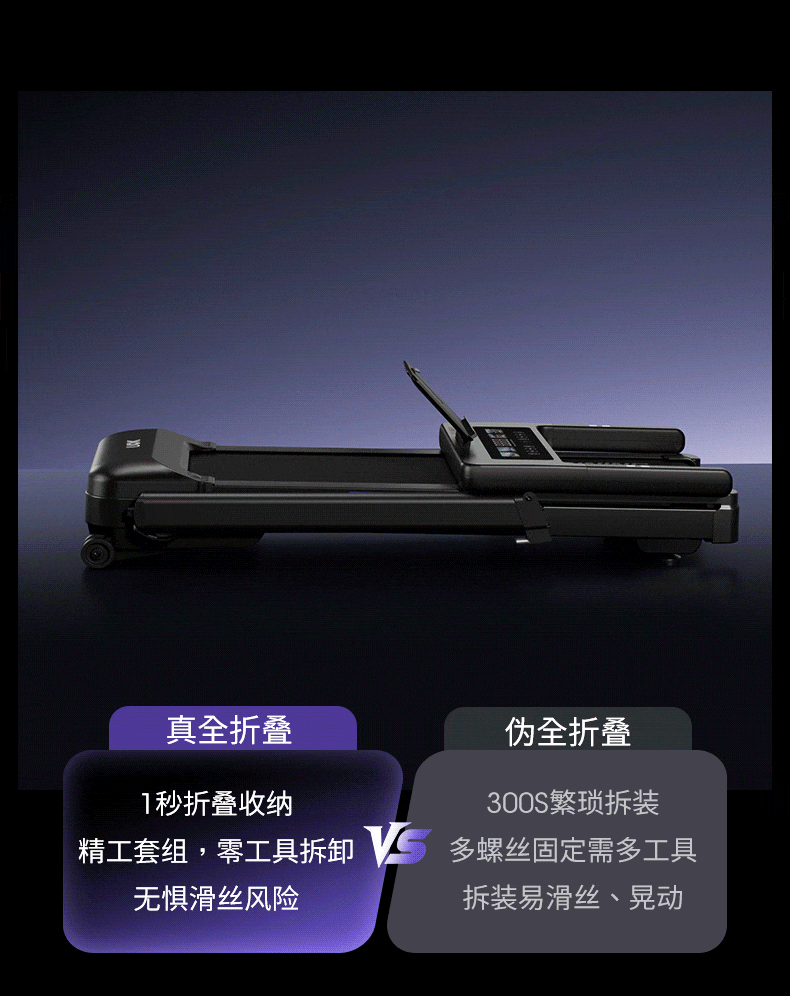 真全折叠
1秒折叠收纳
精工套组，零工具拆卸
无惧滑丝风险
VS
伪全折叠
300S繁琐拆装
多螺丝固定需多工具
拆装易滑丝、晃动